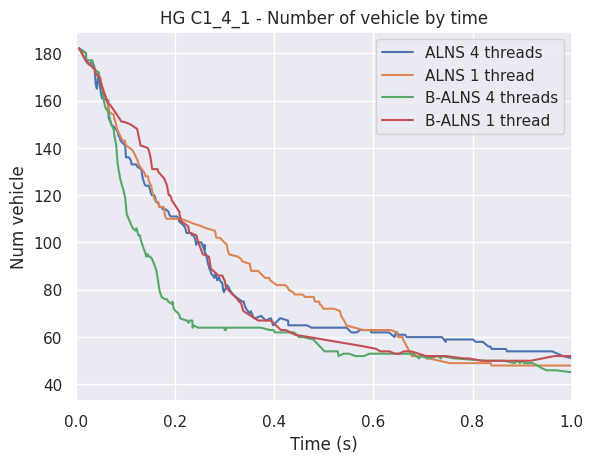 HG C1_4_1 - Number of vehicle by time
ALNS 4 threads
ALNS 1 thread
B-ALNS 4 threads
B-ALNS 1 thread
Num vehicle
180
160
140
120
100
80
60
40
0.0 0.2 0.4 0.6 0.8 1.0
Time (s)